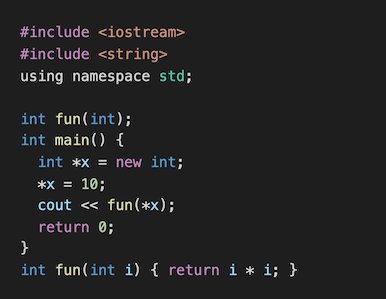 #include <iostream>
#include <string>
using namespace std;

int fun(int);
int main() {
  int *x = new int;
  *x = 10;
  cout << fun(*x);
  return 0;
}
int fun(int i) { return i * i; }